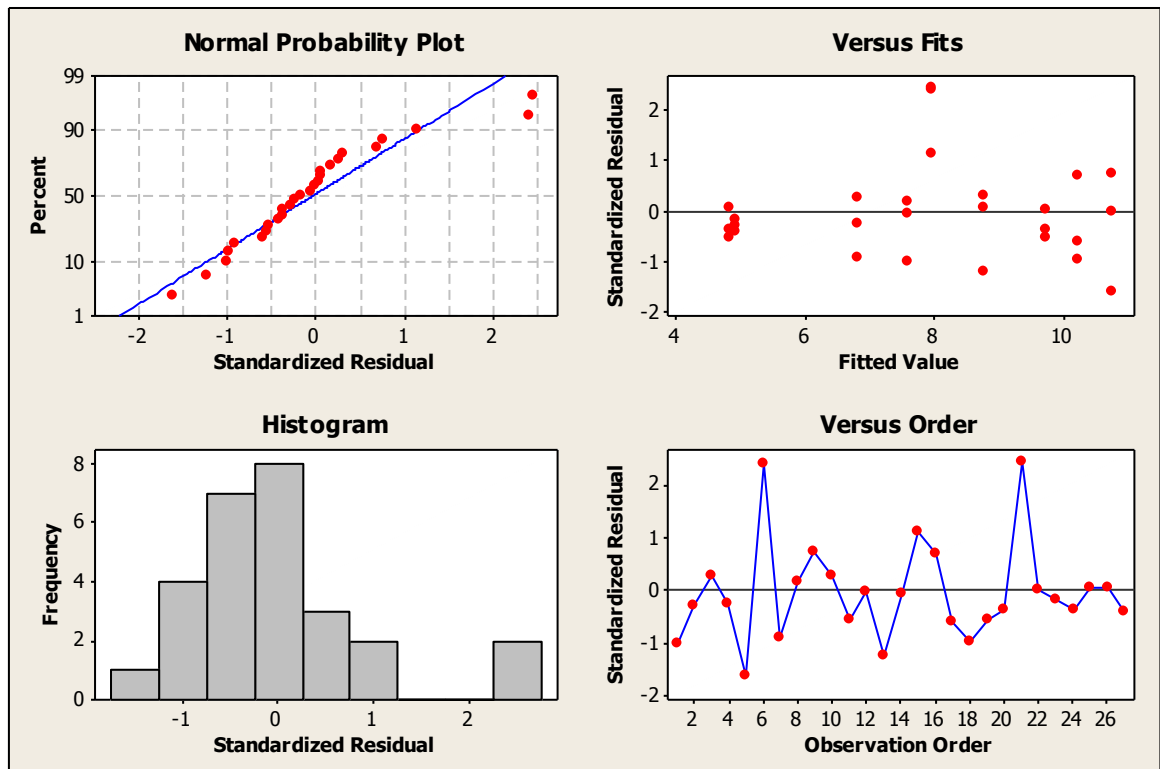 Normal Probability Plot
99
90
50
10
1
Percent
-2 -1 0 1 2
Standardized Residual
Versus Fits
2
1
0
-1
-2
Standardized Residual
4 6 8 10
Fitted Value
Histogram
8
6
4
2
0
Frequency
-1 0 1 2
Standardized Residual
Versus Order
2
1
0
-1
-2
Standardized Residual
2 4 6 8 10 12 14 16 18 20 22 24 26
Observation Order